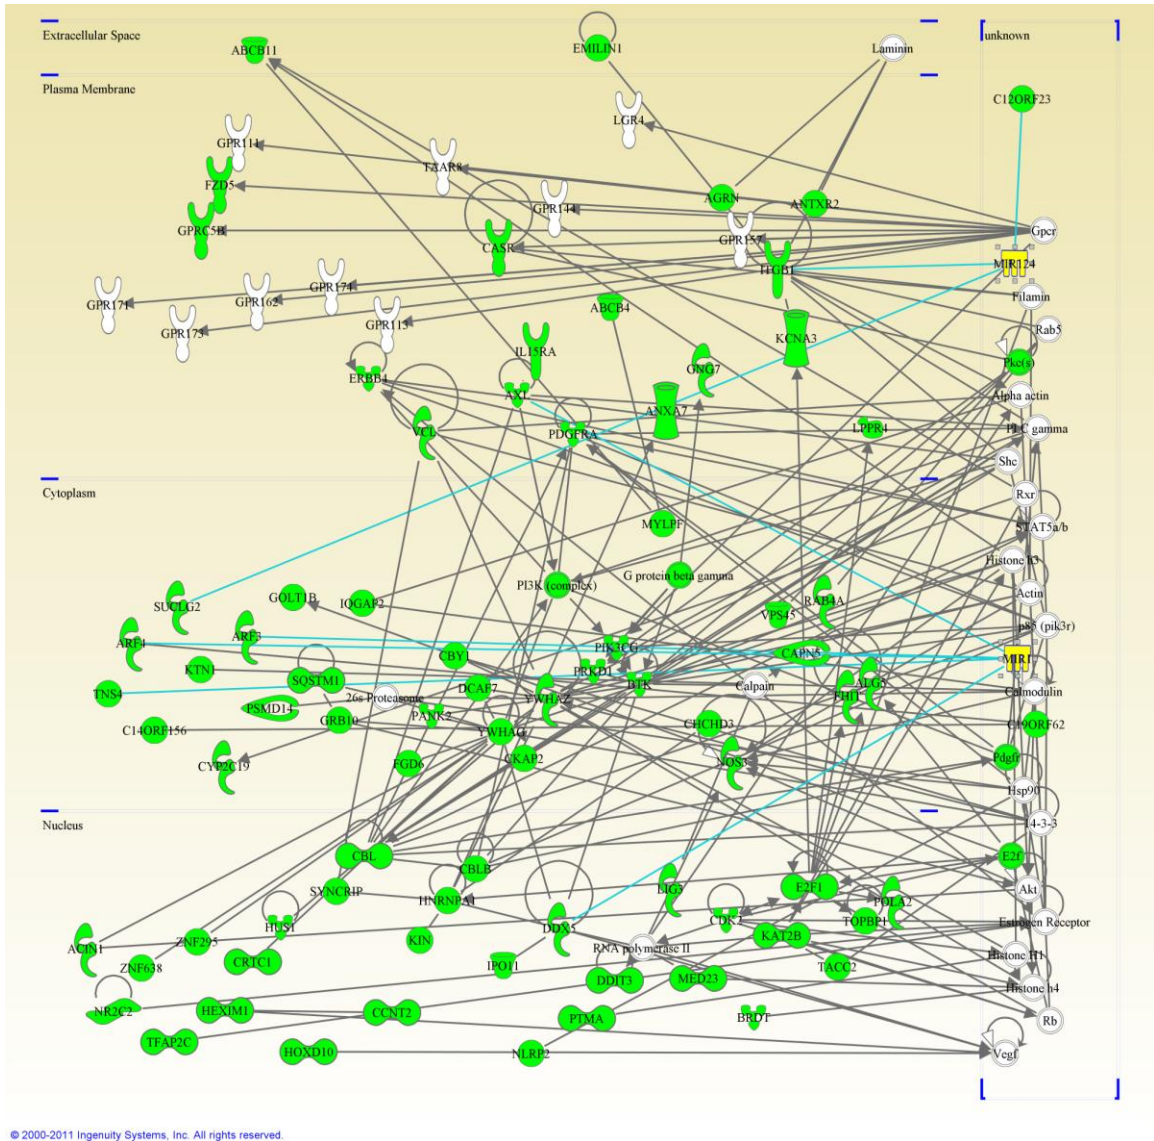 Extracellular Space
unknown
ABCB11
EMILIN1
Laminin
Plasma Membrane
C12ORF23
LGR4
GPR111
TAAR8
FZD5
AGRN
ANTXR2
GPR144
GPRC5B
Gpcr
GPR157
CASR
MIR124
ITGB1
GPR174
Filamin
GPR171
GPR162
ABCB4
GPR113
Rab5
GPR173
KCNA3
IL15RA
GNG7
Pkc(s)
ERBB4
AXL
Alpha actin
ANXA7
VCL
PDGFRA
LPPR4
PLC gamma
Shc
Cytoplasm
Rxr
MYLPF
STAT5a/b
Histone h3
PI3K (complex)
G protein beta gamma
Actin
GOLT1B
IQGAP2
SUCLG2
RAB4A
VPS45
p85 (pik3r)
ARF4
ARF3
PIK3CG
CBY1
CAPN5
MIR1
KTN1
PRKD1
SQSTM1
BTK
ALG5
DCAF7
Calpain
TNS4
26s Proteasome
YWHAZ
FHIT
Calmodulin
PSMD14
PANK2
GRB10
CHCHD3
C19ORF62
C14ORF156
YWHAG
CYP2C19
FGD6
CKAP2
NOS3
Pdgfr
Hsp90
Nucleus
14-3-3
CBL
E2f
CBLB
SYNCRIP
E2F1
Akt
HNRNPA1
LIG3
POLA2
CDK2
TOPBP1
Estrogen Receptor
HUS1
DDX5
ACIN1
ZNF295
KIN
KAT2B
RNA polymerase II
Histone H1
ZNF638
CRTC1
IPO11
TACC2
DDIT3
MED23
Histone h4
NR2C2
HEXIM1
CCNT2
PTMA
BRDT
Rb
TFAP2C
HOXD10
NLRP2
Vegf
© 2000-2011 Ingenuity Systems, Inc. All rights reserved.